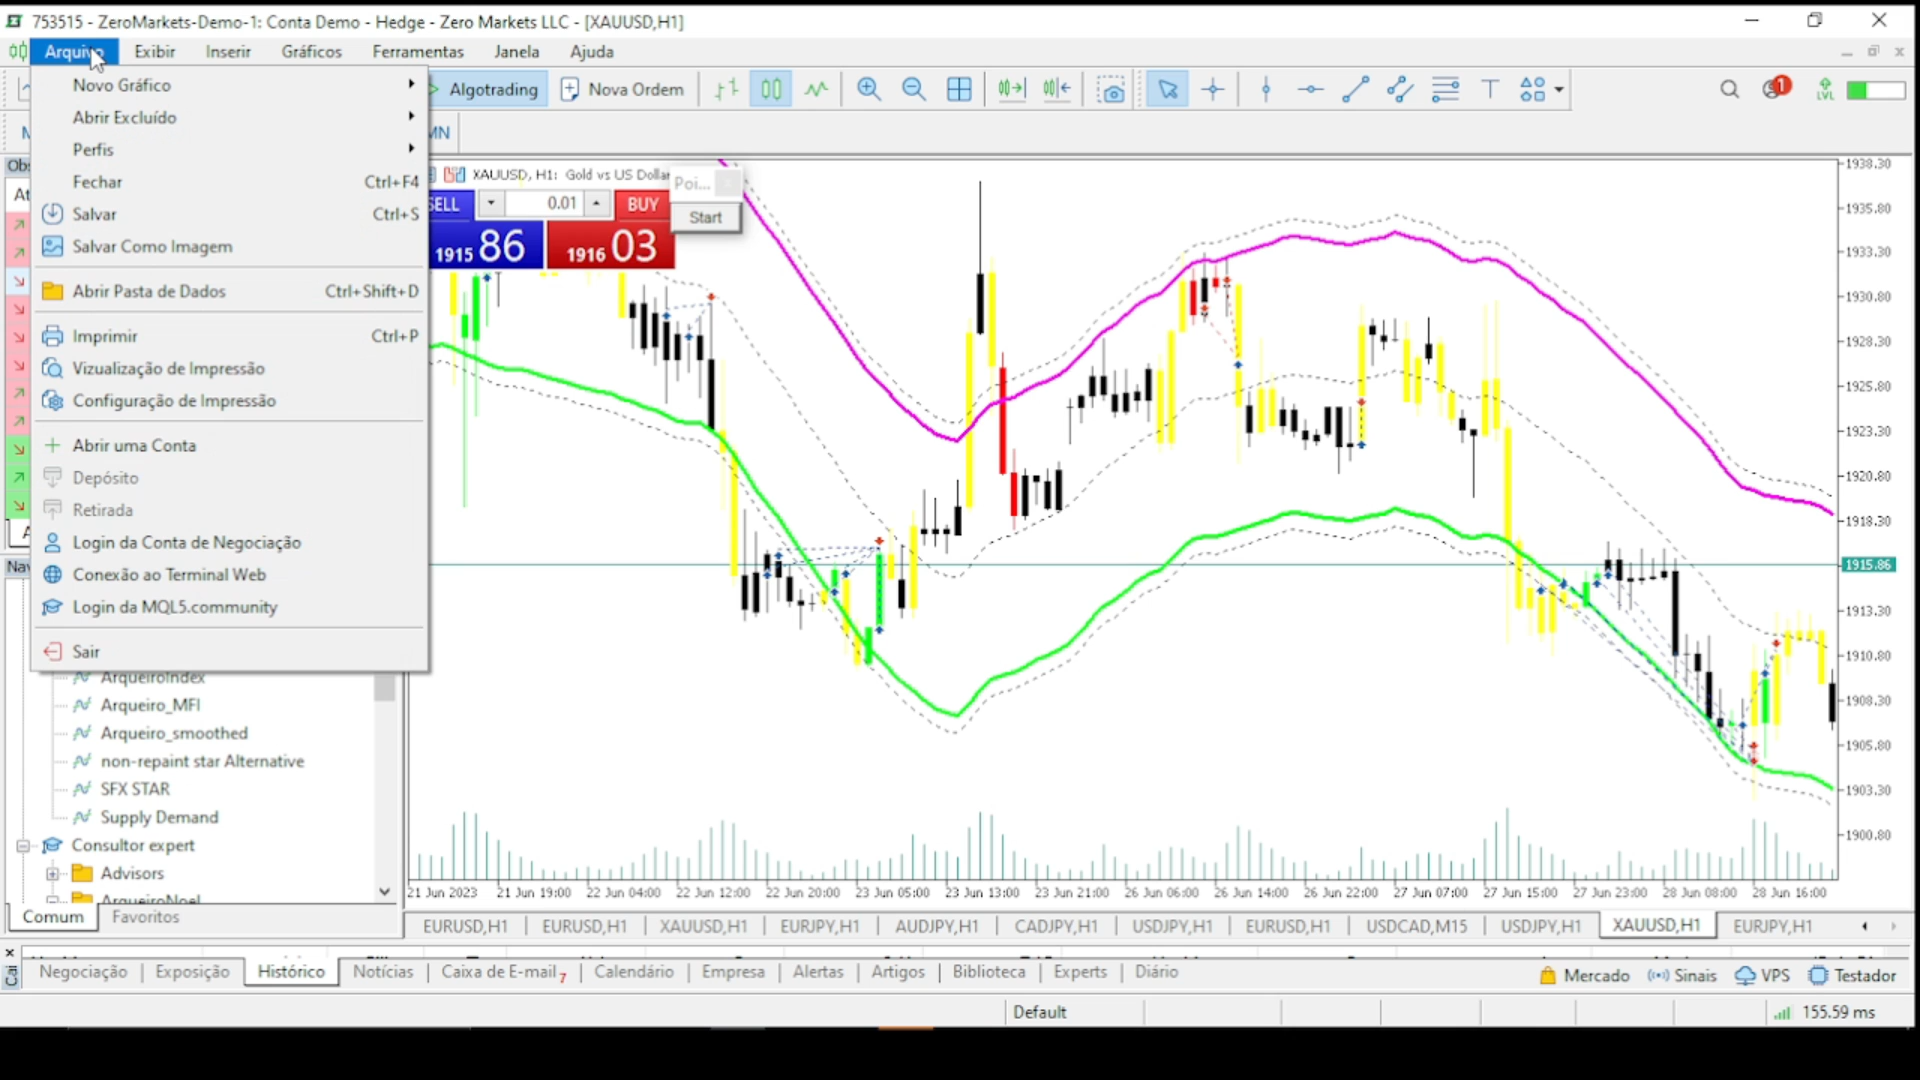 753515 - ZeroMarkets-Demo-1: Conta Demo - Hedge - Zero Markets LLC - [XAUUSD,H1]
Arquivo Exibir Inserir Gráficos Ferramentas Janela Ajuda
Algotrading Nova Ordem T 1 LVL
MN
Novo Gráfico
Abrir Excluído
Perfis
Fechar Ctrl+F4
Salvar Ctrl+S
Salvar Como Imagem
Abrir Pasta de Dados Ctrl+Shift+D
Imprimir Ctrl+P
Vizualização de Impressão
Configuração de Impressão
Abrir uma Conta
Depósito
Retirada
Login da Conta de Negociação
Conexão ao Terminal Web
Login da MQL5.community
Sair
XAUUSD, H1: Gold vs US Dollar
Poi...
SELL 0.01 BUY
Start
1915 86 1916 03
1938.30
1935.80
1933.30
1930.80
1928.30
1925.80
1923.30
1920.80
1918.30
1915.86
1913.30
1910.80
1908.30
1905.80
1903.30
1900.80
ArqueiroIndex
Arqueiro_MFI
Arqueiro_smoothed
non-repaint star Alternative
SFX STAR
Supply Demand
Consultor expert
Advisors
ArqueiroNoel
Comum Favoritos
21 Jun 2023 21 Jun 19:00 22 Jun 04:00 22 Jun 12:00 22 Jun 20:00 23 Jun 05:00 23 Jun 13:00 23 Jun 21:00 26 Jun 06:00 26 Jun 14:00 26 Jun 22:00 27 Jun 07:00 27 Jun 15:00 27 Jun 23:00 28 Jun 08:00 28 Jun 16:00
EURUSD,H1 EURUSD,H1 XAUUSD,H1 EURJPY,H1 AUDJPY,H1 CADJPY,H1 USDJPY,H1 EURUSD,H1 USDCAD,M15 USDJPY,H1 XAUUSD,H1 EURJPY,H1
Negociação Exposição Histórico Notícias Caixa de E-mail 7 Calendário Empresa Alertas Artigos Biblioteca Experts Diário
Mercado Sinais VPS Testador
Default 155.59 ms